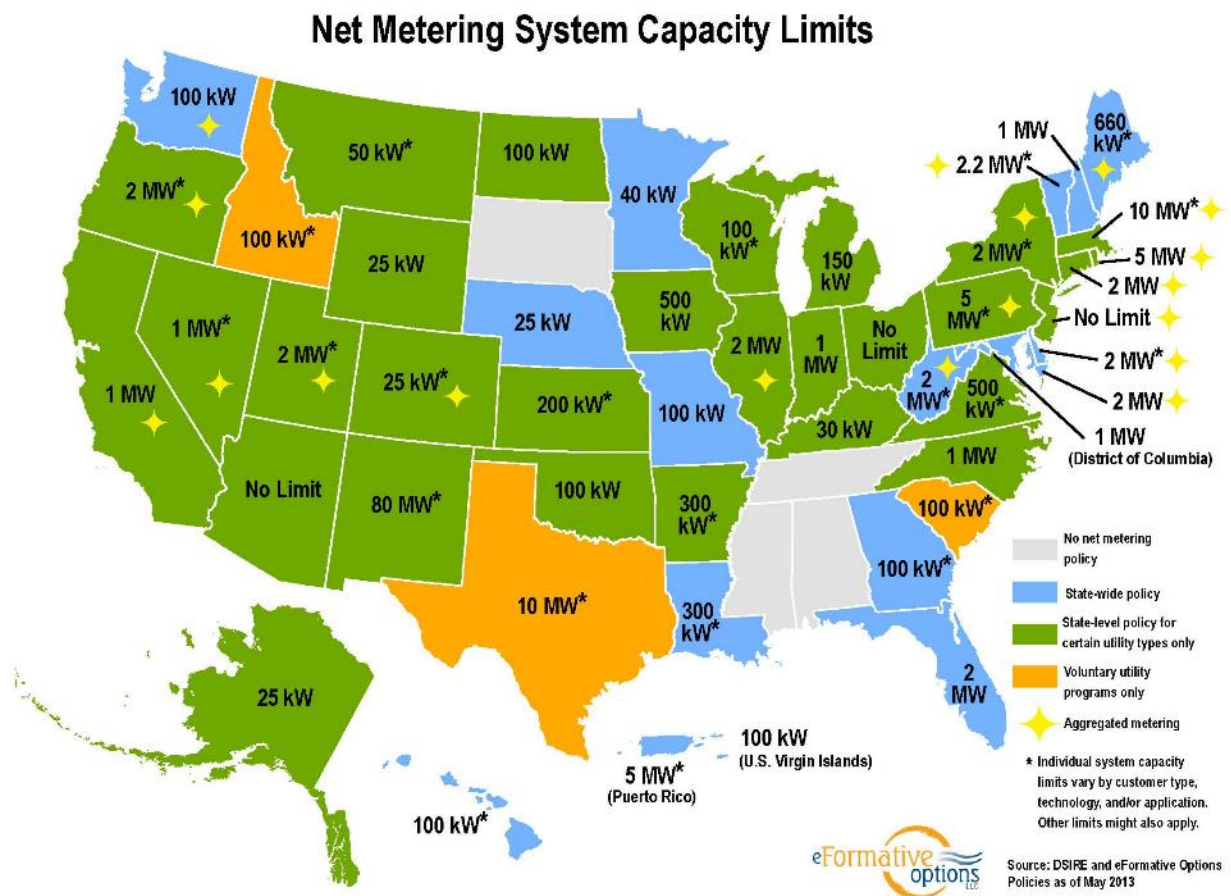 Net Metering System Capacity Limits
100 kW
50 kW*
100 kW
40 kW
2 MW*
100 kW*
25 kW
100
kW*
150
kW
1 MW
660
kW*
2.2 MW*
10 MW*
2 MW*
5 MW
2 MW
No Limit
2 MW*
2 MW
1 MW
(District of Columbia)
1 MW*
2 MW*
25 kW*
25 kW
500
kW
2 MW
1
MW
No
Limit
5
MW*
2
MW*
500
kW*
1 MW
200 kW*
100 kW
30 kW
1 MW
No Limit
80 MW*
100 kW
300
kW*
100 kW*
10 MW*
300
kW*
100 kW*
2
MW
25 kW
100 kW*
5 MW*
(Puerto Rico)
100 kW
(U.S. Virgin Islands)
No net metering
policy
State-wide policy
State-level policy for
certain utility types only
Voluntary utility
programs only
Aggregated metering
* Individual system capacity
limits vary by customer type,
technology, and/or application.
Other limits might also apply.
eFormative
options
LLC.
Source: DSIRE and eFormative Options
Policies as of May 2013